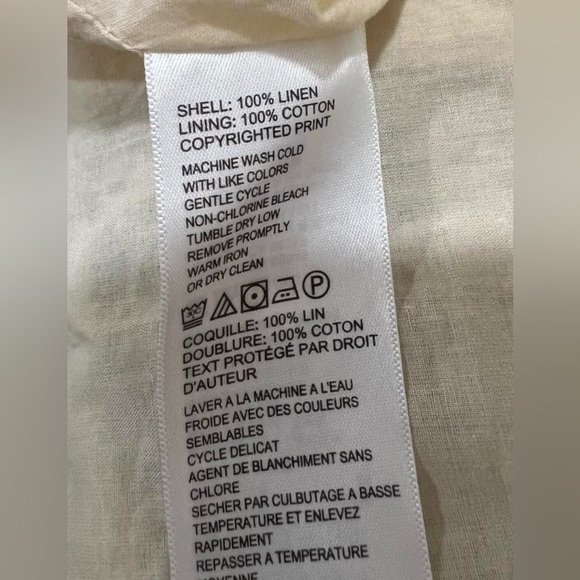 SHELL: 100% LINEN
LINING: 100% COTTON
COPYRIGHTED PRINT
MACHINE WASH COLD
WITH LIKE COLORS
GENTLE CYCLE
NON-CHLORINE BLEACH
TUMBLE DRY LOW
REMOVE PROMPTLY
WARM IRON
OR DRY CLEAN
P
COQUILLE: 100% LIN
DOUBLURE: 100% COTON
TEXT PROTÉGÉ PAR DROIT
D'AUTEUR
LAVER A LA MACHINE A L'EAU
FROIDE AVEC DES COULEURS
SEMBLABLES
CYCLE DELICAT
AGENT DE BLANCHIMENT SANS
CHLORE
SECHER PAR CULBUTAGE A BASSE
TEMPERATURE ET ENLEVEZ
RAPIDEMENT
REPASSER A TEMPERATURE
MOYENNE